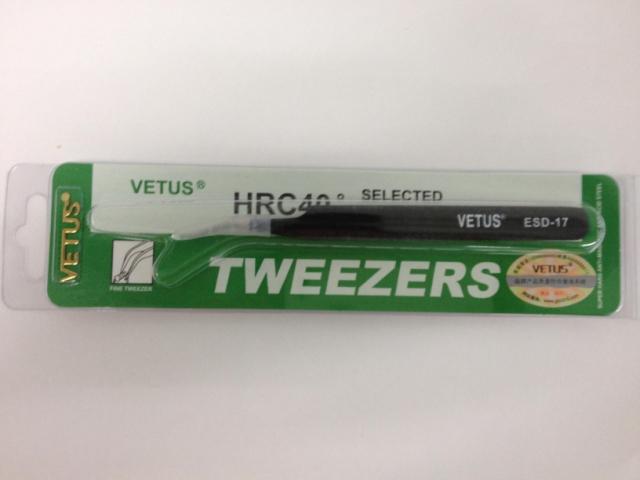 VETUS®
VETUS®
HRC40°
SELECTED
VETUS® ESD-17
TWEEZERS
FINE TWEEZER
VETUS®